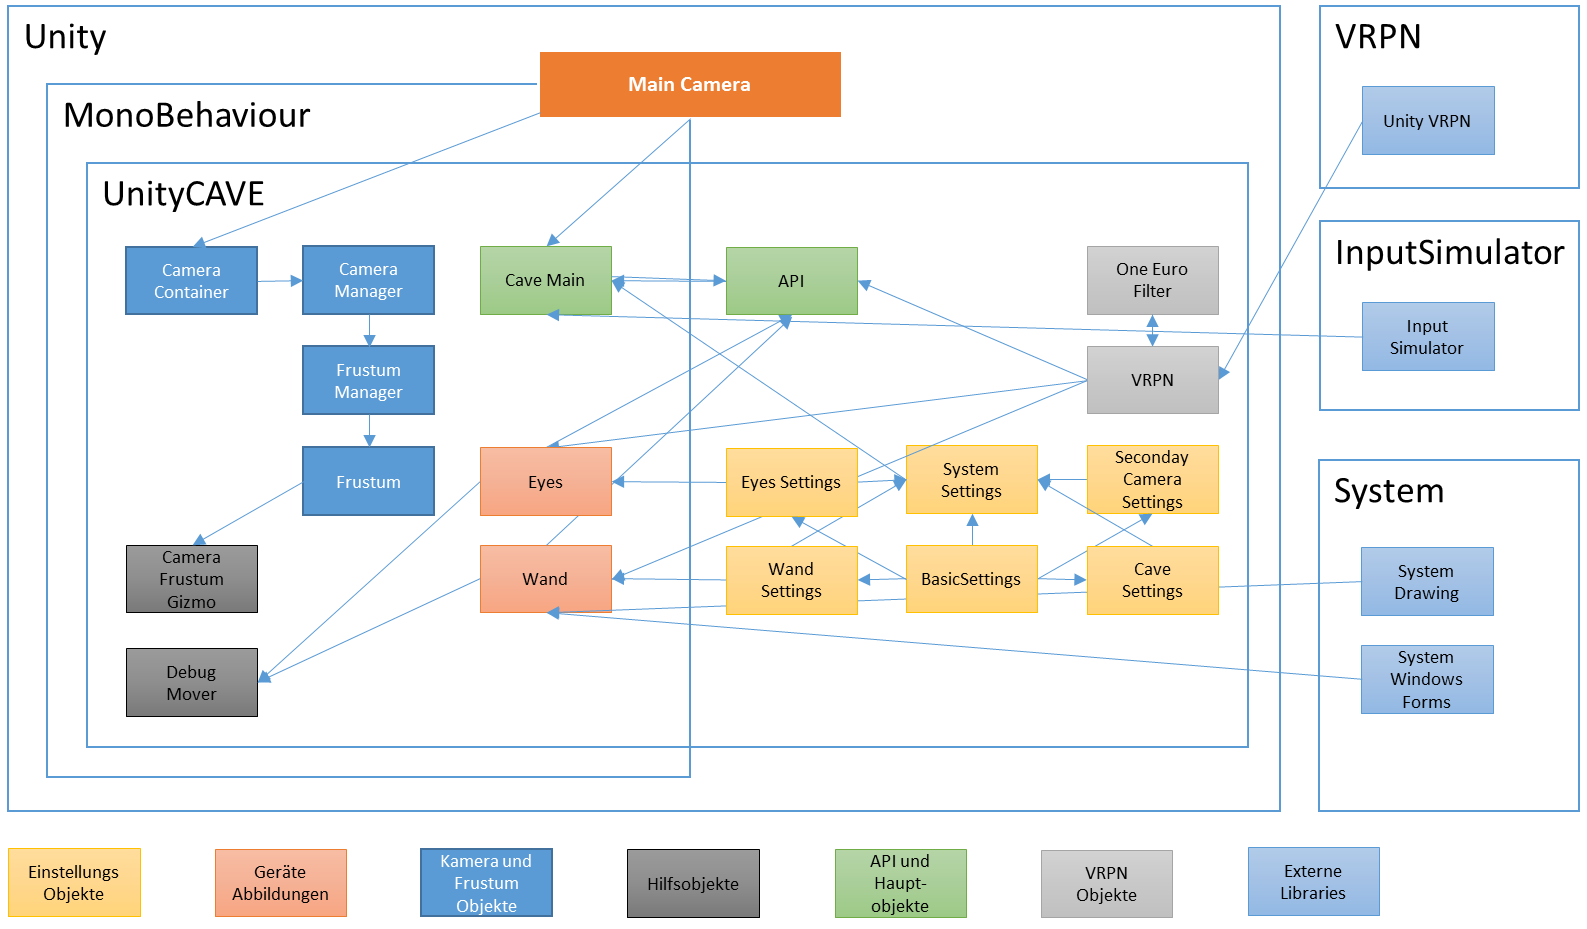 Unity
Main Camera
MonoBehaviour
UnityCAVE
Camera
Container
Camera
Manager
Cave Main
API
One Euro
Filter
Frustum
Manager
VRPN
Frustum
Eyes
Eyes Settings
System
Settings
Seconday
Camera
Settings
Camera
Frustum
Gizmo
Wand
Wand
Settings
BasicSettings
Cave
Settings
Debug
Mover
VRPN
Unity VRPN
InputSimulator
Input
Simulator
System
System
Drawing
System
Windows
Forms
Einstellungs
Objekte
Geräte
Abbildungen
Kamera und
Frustum
Objekte
Hilfsobjekte
API und
Haupt-
objekte
VRPN
Objekte
Externe
Libraries